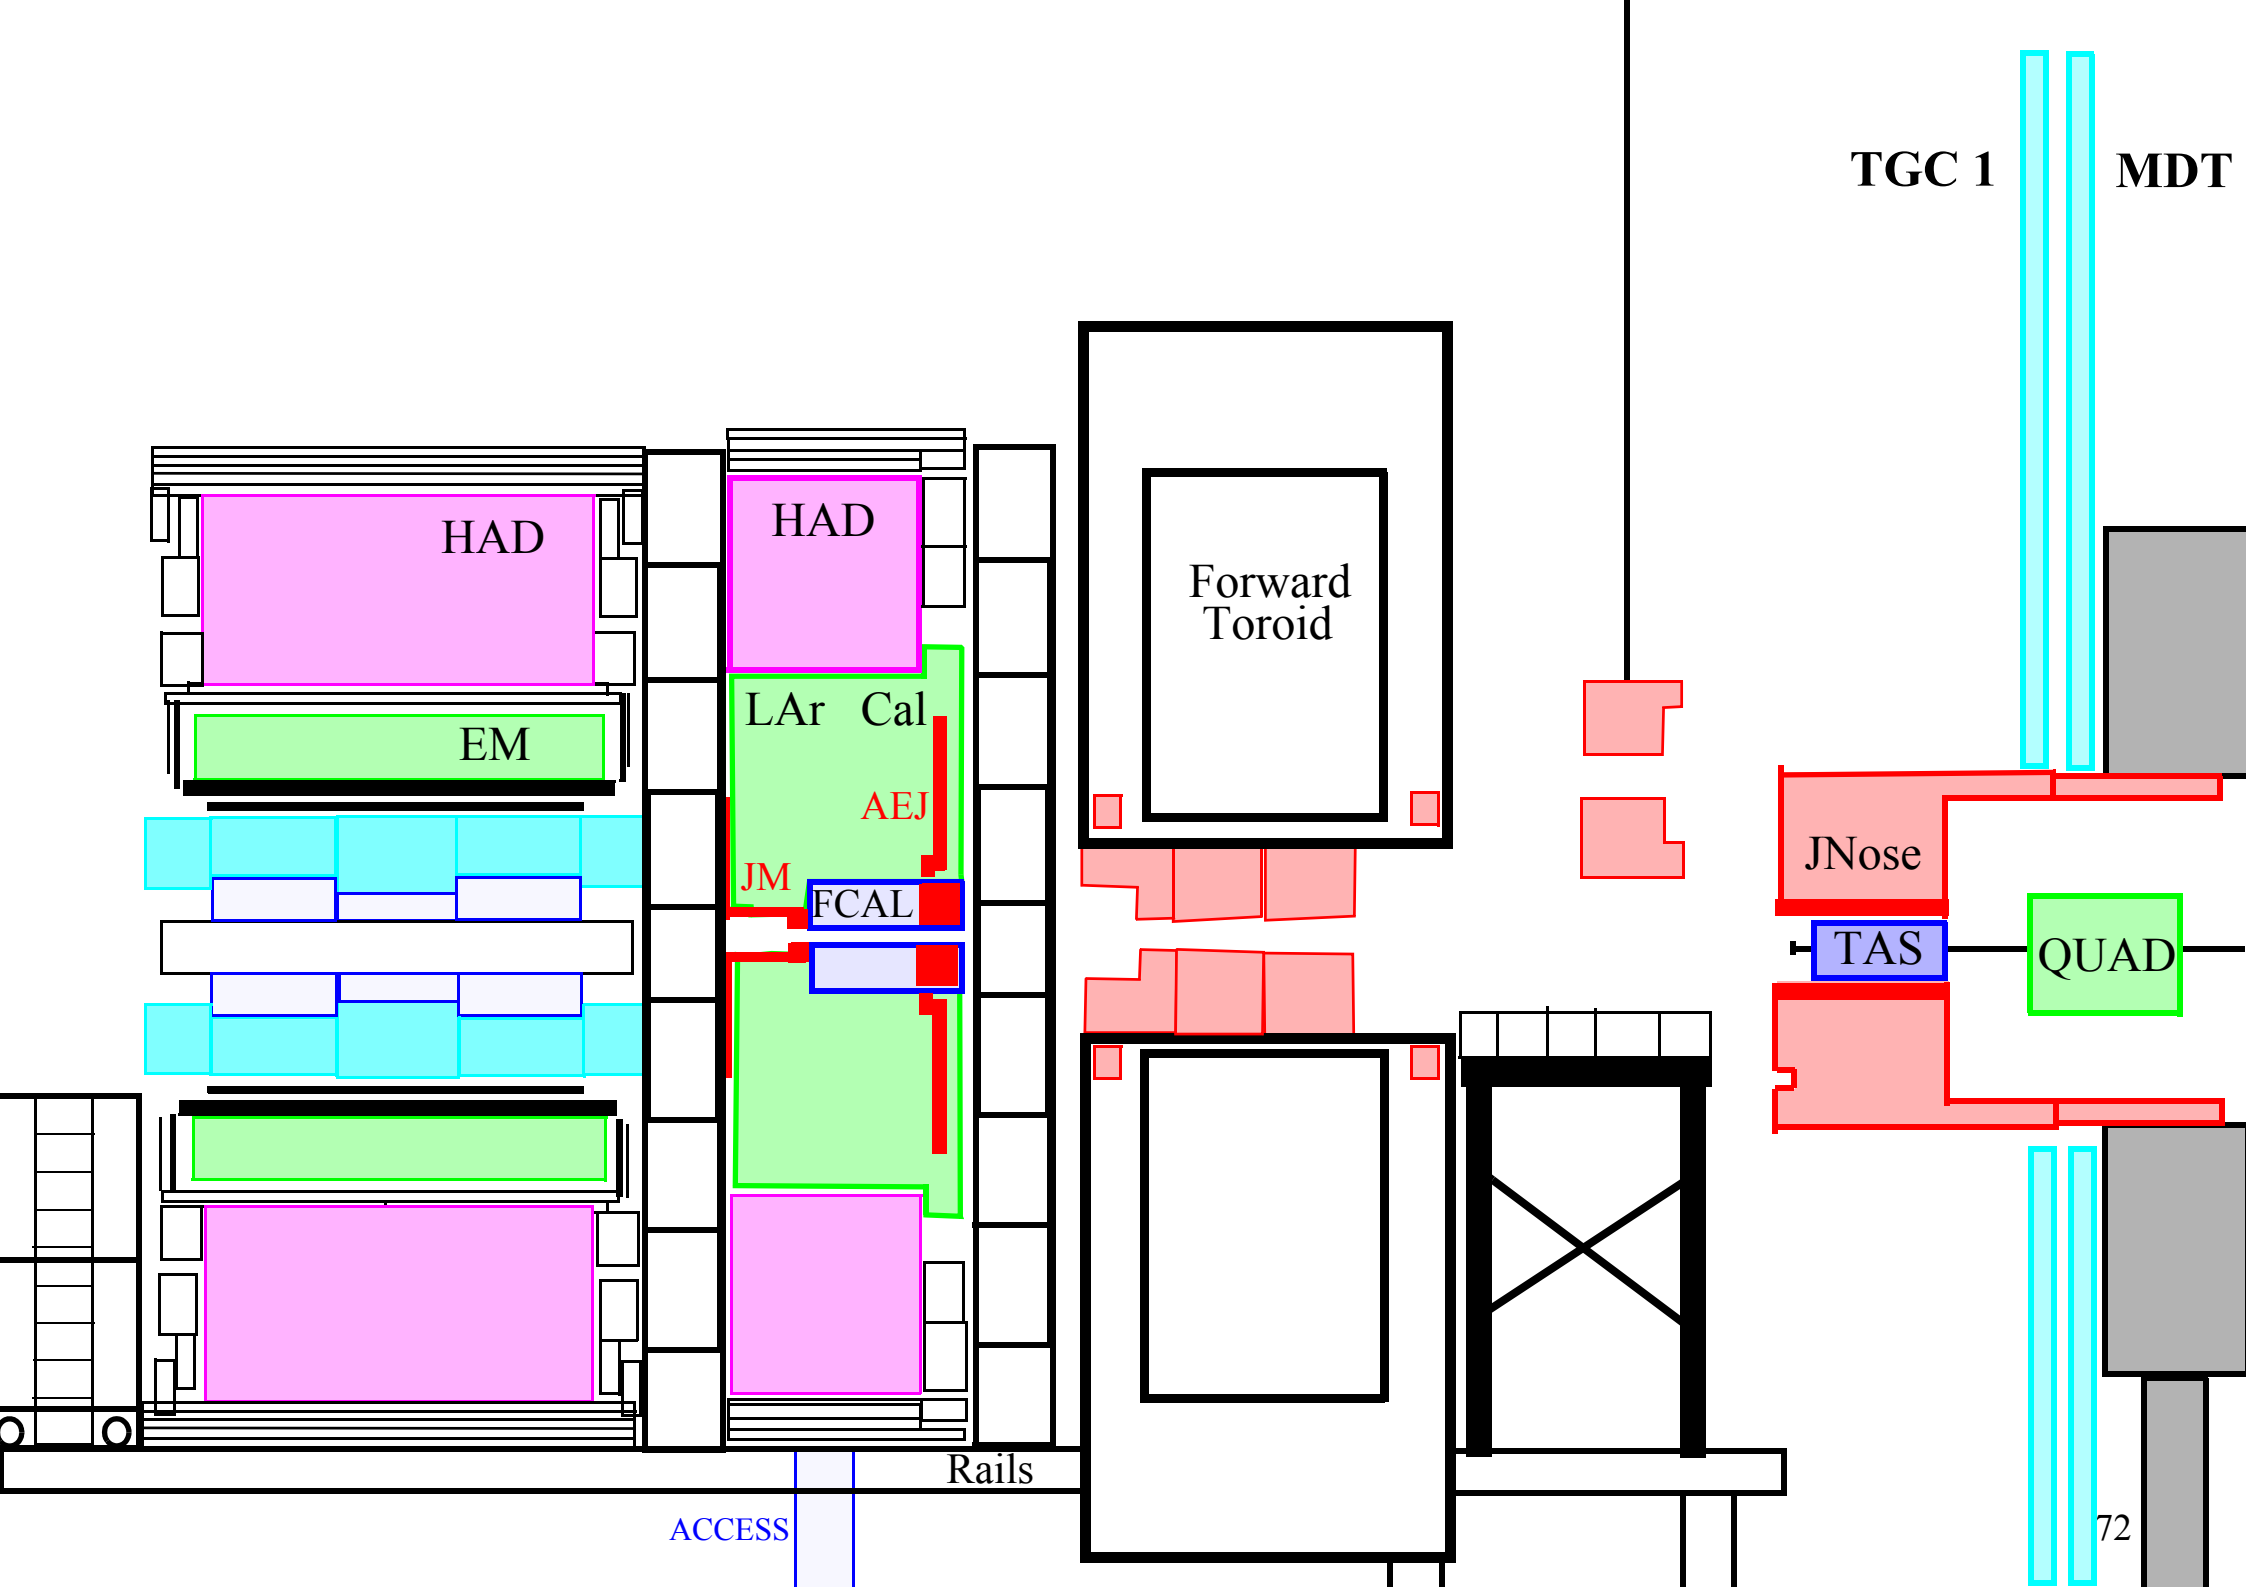 TGC 1
MDT
HAD
HAD
Forward
Toroid
LAr Cal
EM
AEJ
JM
FCAL
JNose
TAS
QUAD
Rails
ACCESS
72